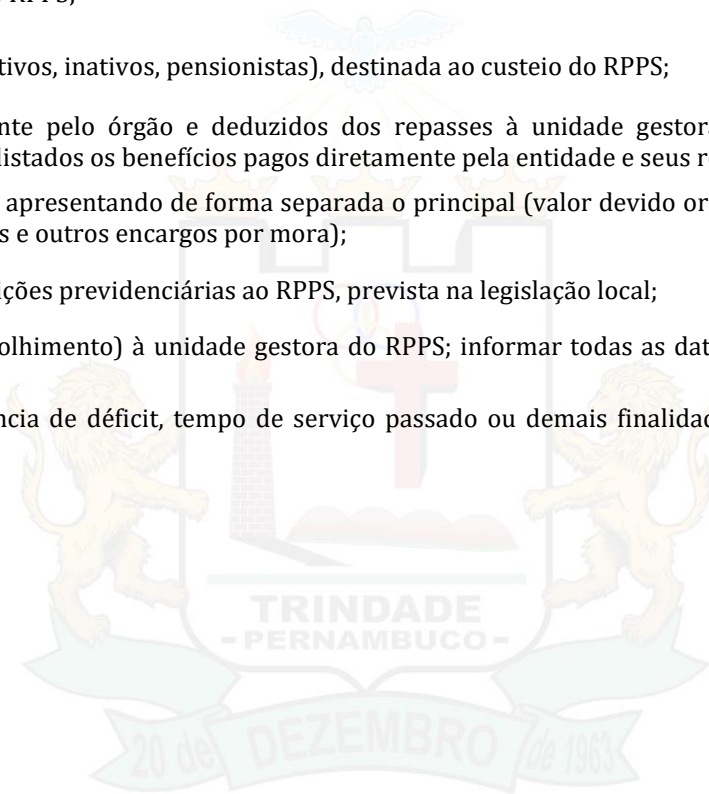 RPPS;
tivos, inativos, pensionistas), destinada ao custeio do RPPS;
nte pelo órgão e deduzidos dos repasses à unidade gestora
listados os benefícios pagos diretamente pela entidade e seus r
apresentando de forma separada o principal (valor devido or
s e outros encargos por mora);
ições previdenciárias ao RPPS, prevista na legislação local;
olhimento) à unidade gestora do RPPS; informar todas as dat
ncia de déficit, tempo de serviço passado ou demais finalidad
TRINDADE
- PERNAMBUCO -
20 de DEZEMBRO de 1963